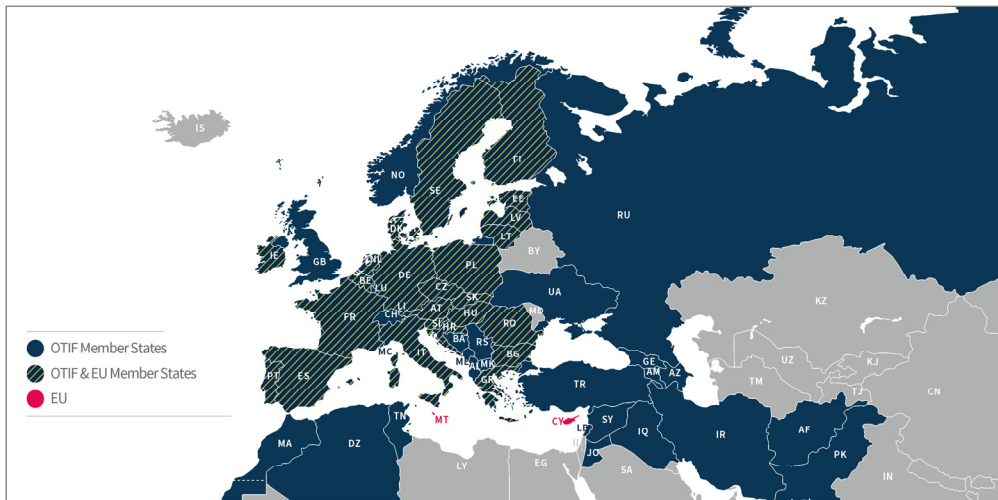 IS
NO
SE
FI
RU
EE
LV
LT
DK
BY
IE
GB
NL
PL
BE
DE
LU
CZ
UA
SK
KZ
FR
LI
CH
AT
HU
MD
RO
SI
HR
BA
RS
OTIF Member States
MC
IT
BG
GE
UZ
KJ
ME
MK
AL
AM
AZ
OTIF & EU Member States
PT
ES
GR
TR
TM
TJ
CN
EU
TN
MT
CY
SY
LB
MA
DZ
IQ
IR
AF
IL
JO
PK
LY
EG
SA
IN